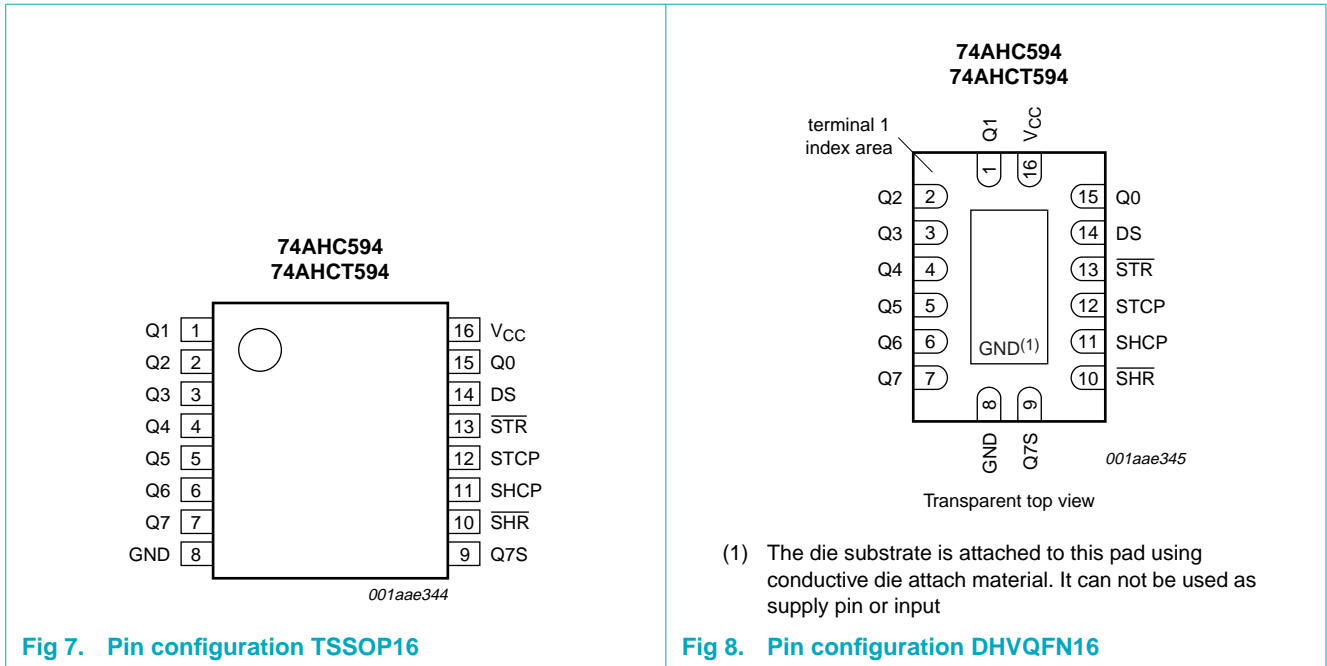 74AHC594
74AHCT594
Q1 1
Q2 2
Q3 3
Q4 4
Q5 5
Q6 6
Q7 7
GND 8
16 VCC
15 Q0
14 DS
13 S̅T̅R̅
12 STCP
11 SHCP
10 S̅H̅R̅
9 Q7S
001aae344
Fig 7. Pin configuration TSSOP16
74AHC594
74AHCT594
terminal 1
index area
Q1
VCC
1
16
Q2 2
Q3 3
Q4 4
Q5 5
Q6 6
Q7 7
15 Q0
14 DS
13 S̅T̅R̅
12 STCP
11 SHCP
10 S̅H̅R̅
GND(1)
8
9
GND
Q7S
001aae345
Transparent top view
(1) The die substrate is attached to this pad using
conductive die attach material. It can not be used as
supply pin or input
Fig 8. Pin configuration DHVQFN16